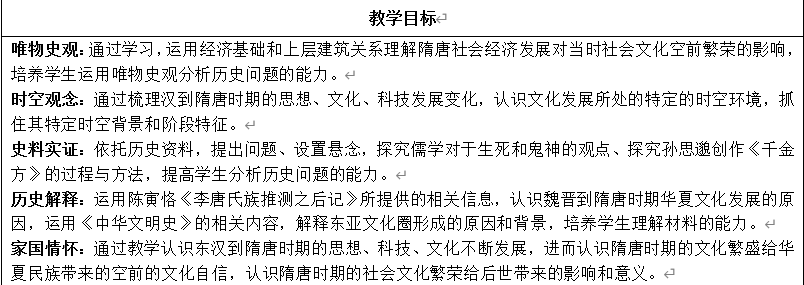 教学目标
唯物史观：通过学习，运用经济基础和上层建筑关系理解隋唐社会经济发展对当时社会文化空前繁荣的影响，
培养学生运用唯物史观分析历史问题的能力。
时空观念：通过梳理汉到隋唐时期的思想、文化、科技发展变化，认识文化发展所处的特定的时空环境，抓
住其特定时空背景和阶段特征。
史料实证：依托历史资料，提出问题、设置悬念，探究儒学对于生死和鬼神的观点、探究孙思邈创作《千金
方》的过程与方法，提高学生分析历史问题的能力。
历史解释：运用陈寅恪《李唐氏族推测之后记》所提供的相关信息，认识魏晋到隋唐时期华夏文化发展的原
因，运用《中华文明史》的相关内容，解释东亚文化圈形成的原因和背景，培养学生理解材料的能力。
家国情怀：通过教学认识东汉到隋唐时期的思想、科技、文化不断发展，进而认识隋唐时期的文化繁盛给华
夏民族带来的空前的文化自信，认识隋唐时期的社会文化繁荣给后世带来的影响和意义。